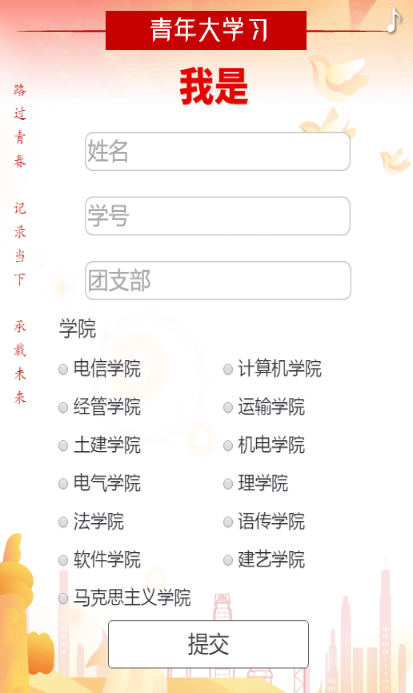 青年大学习
我是
路过青春
记录当下
承载未来
姓名
学号
团支部
学院
电信学院 计算机学院
经管学院 运输学院
土建学院 机电学院
电气学院 理学院
法学院 语传学院
软件学院 建艺学院
马克思主义学院
提交